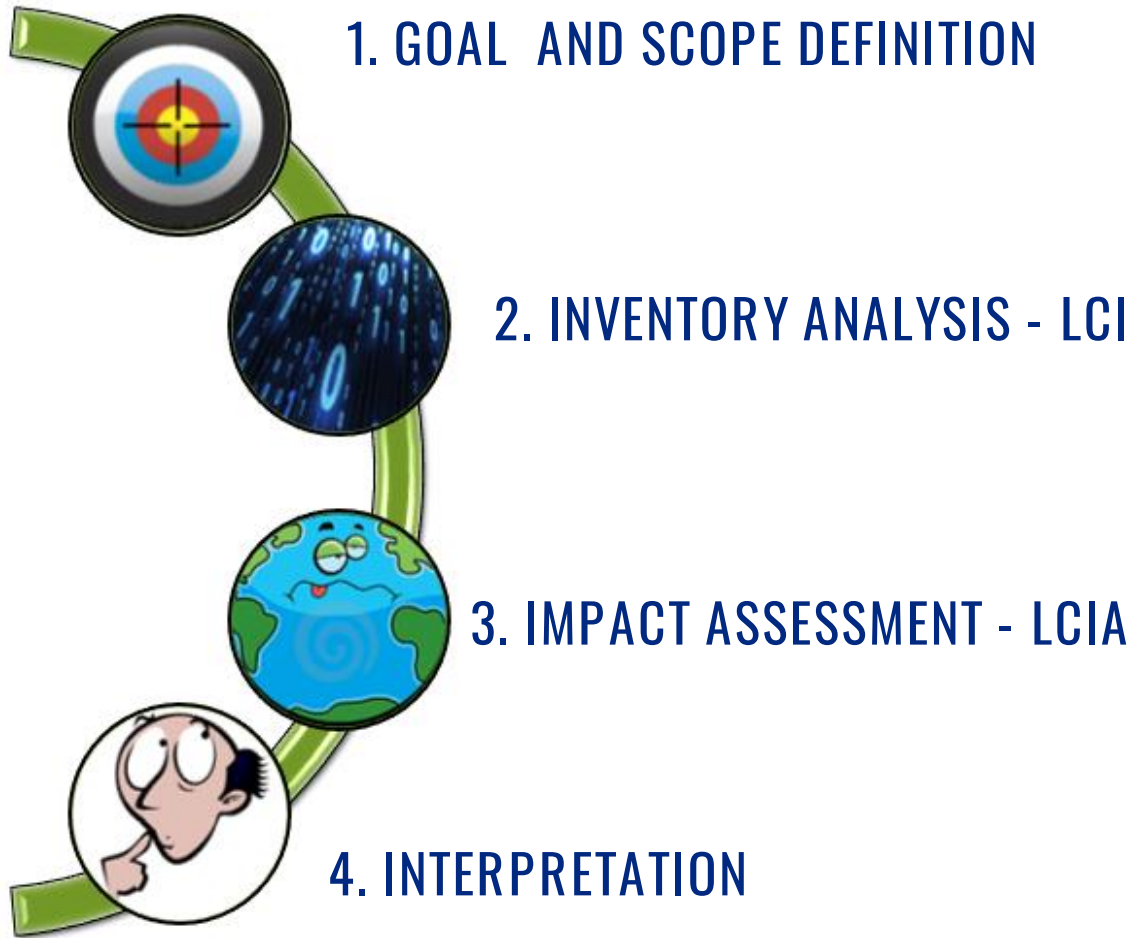 1. GOAL AND SCOPE DEFINITION
2. INVENTORY ANALYSIS - LCI
3. IMPACT ASSESSMENT - LCIA
4. INTERPRETATION